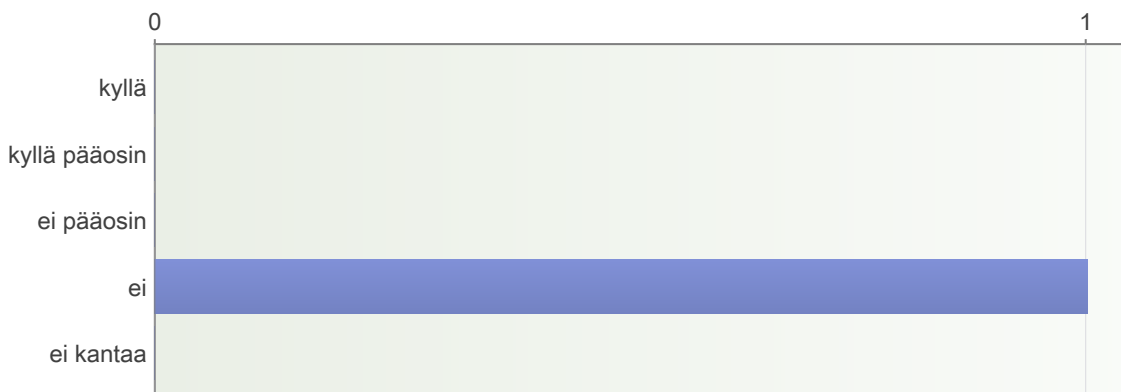 0 1
kyllä
kyllä pääosin
ei pääosin
ei
ei kantaa